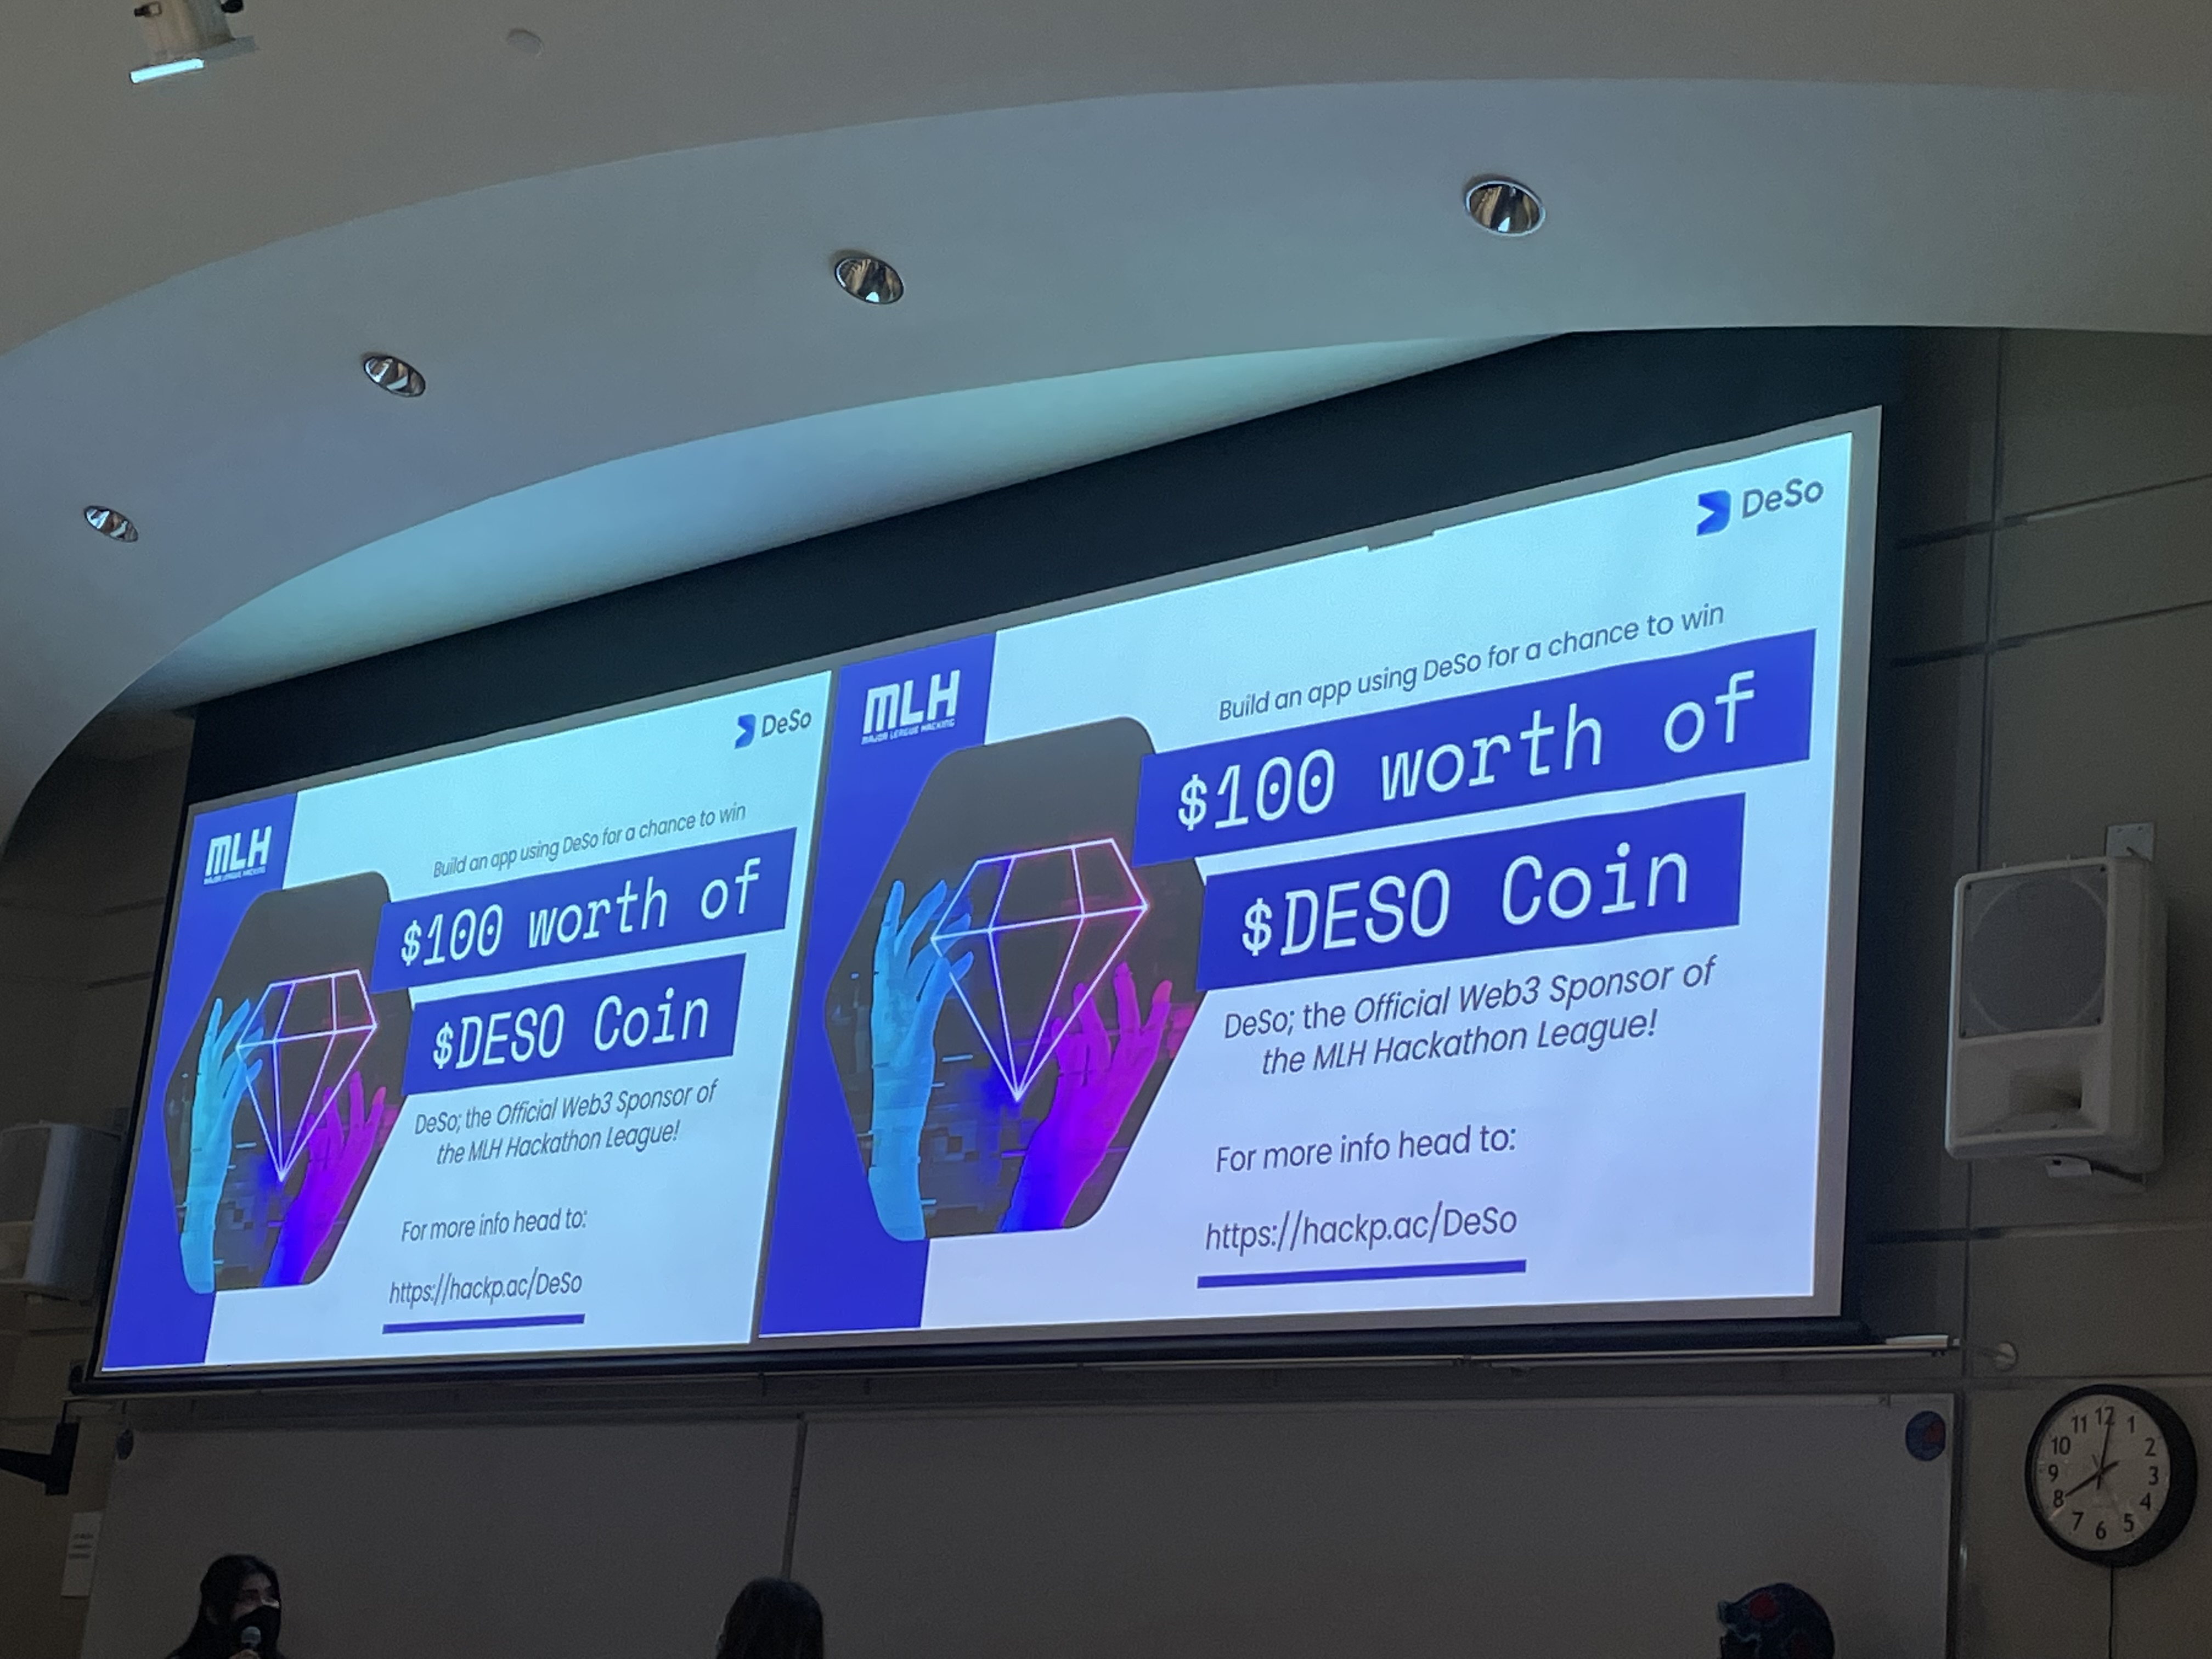 DeSo
MLH
MAJOR LEAGUE HACKING
Build an app using DeSo for a chance to win
$100 worth of
$DESO Coin
DeSo; the Official Web3 Sponsor of
the MLH Hackathon League!
For more info head to:
https://hackp.ac/DeSo
DeSo
MLH
MAJOR LEAGUE HACKING
Build an app using DeSo for a chance to win
$100 worth of
$DESO Coin
DeSo; the Official Web3 Sponsor of
the MLH Hackathon League!
For more info head to:
https://hackp.ac/DeSo
12
1
2
3
4
5
6
7
8
9
10
11